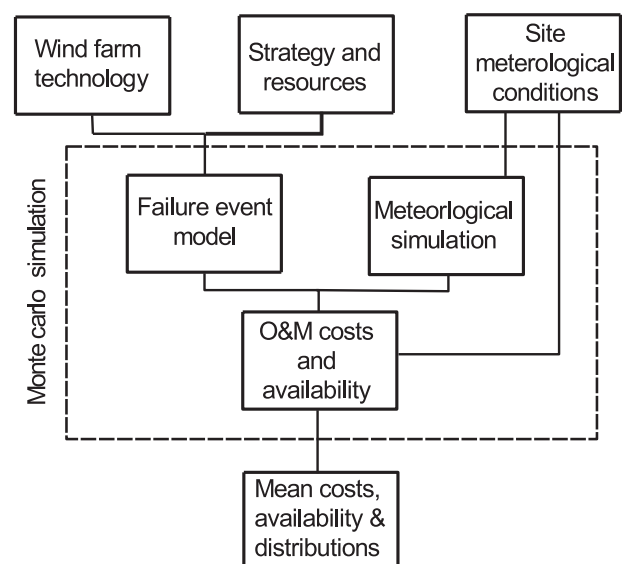 Wind farm
technology
Strategy and
resources
Site
meterological
conditions
Monte carlo simulation
Failure event
model
Meteorlogical
simulation
O&M costs
and
availability
Mean costs,
availability &
distributions